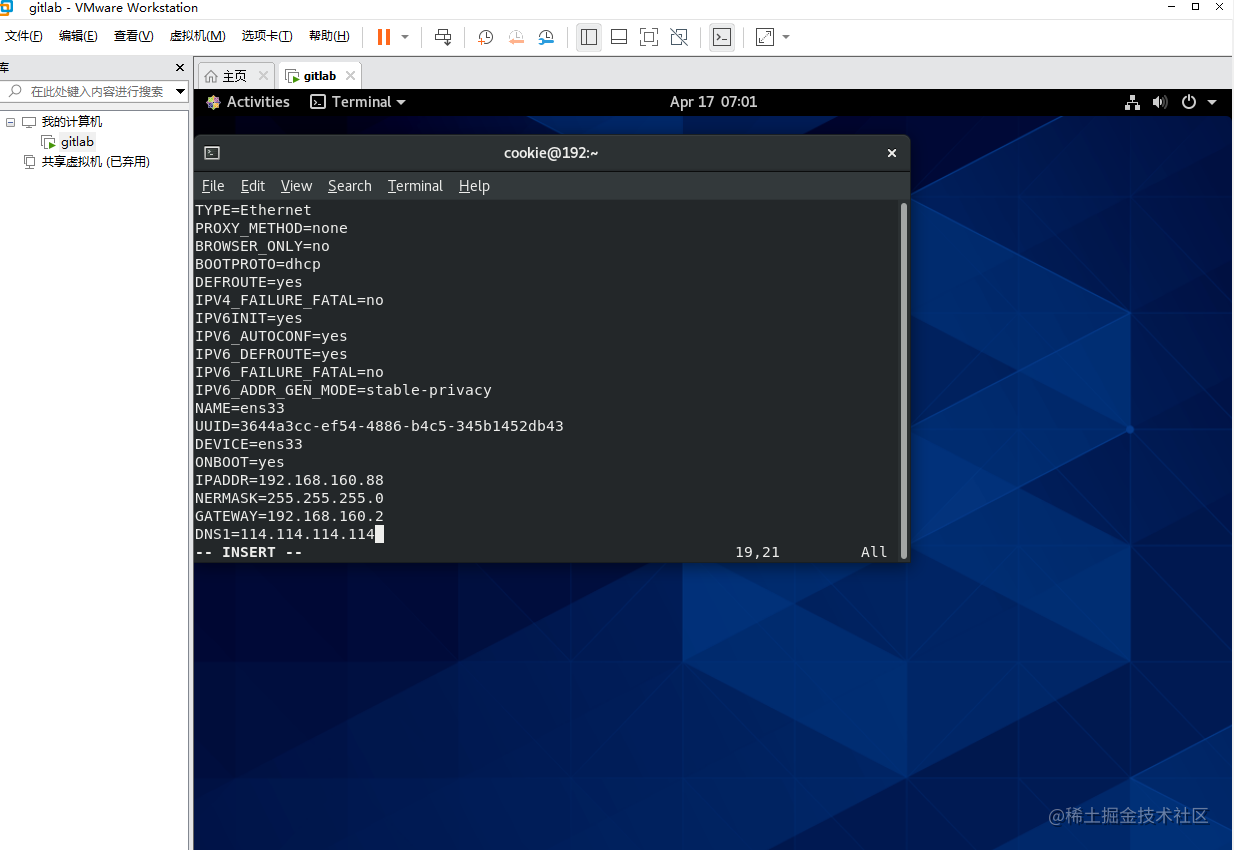 gitlab - VMware Workstation
文件(F) 编辑(E) 查看(V) 虚拟机(M) 选项卡(T) 帮助(H)
库
主页 gitlab
在此处键入内容进行搜索
Activities Terminal Apr 17 07:01
我的计算机
gitlab
共享虚拟机 (已弃用)
cookie@192:~
File Edit View Search Terminal Help
TYPE=Ethernet
PROXY_METHOD=none
BROWSER_ONLY=no
BOOTPROTO=dhcp
DEFROUTE=yes
IPV4_FAILURE_FATAL=no
IPV6INIT=yes
IPV6_AUTOCONF=yes
IPV6_DEFROUTE=yes
IPV6_FAILURE_FATAL=no
IPV6_ADDR_GEN_MODE=stable-privacy
NAME=ens33
UUID=3644a3cc-ef54-4886-b4c5-345b1452db43
DEVICE=ens33
ONBOOT=yes
IPADDR=192.168.160.88
NERMASK=255.255.255.0
GATEWAY=192.168.160.2
DNS1=114.114.114.114
-- INSERT -- 19,21 All
@稀土掘金技术社区